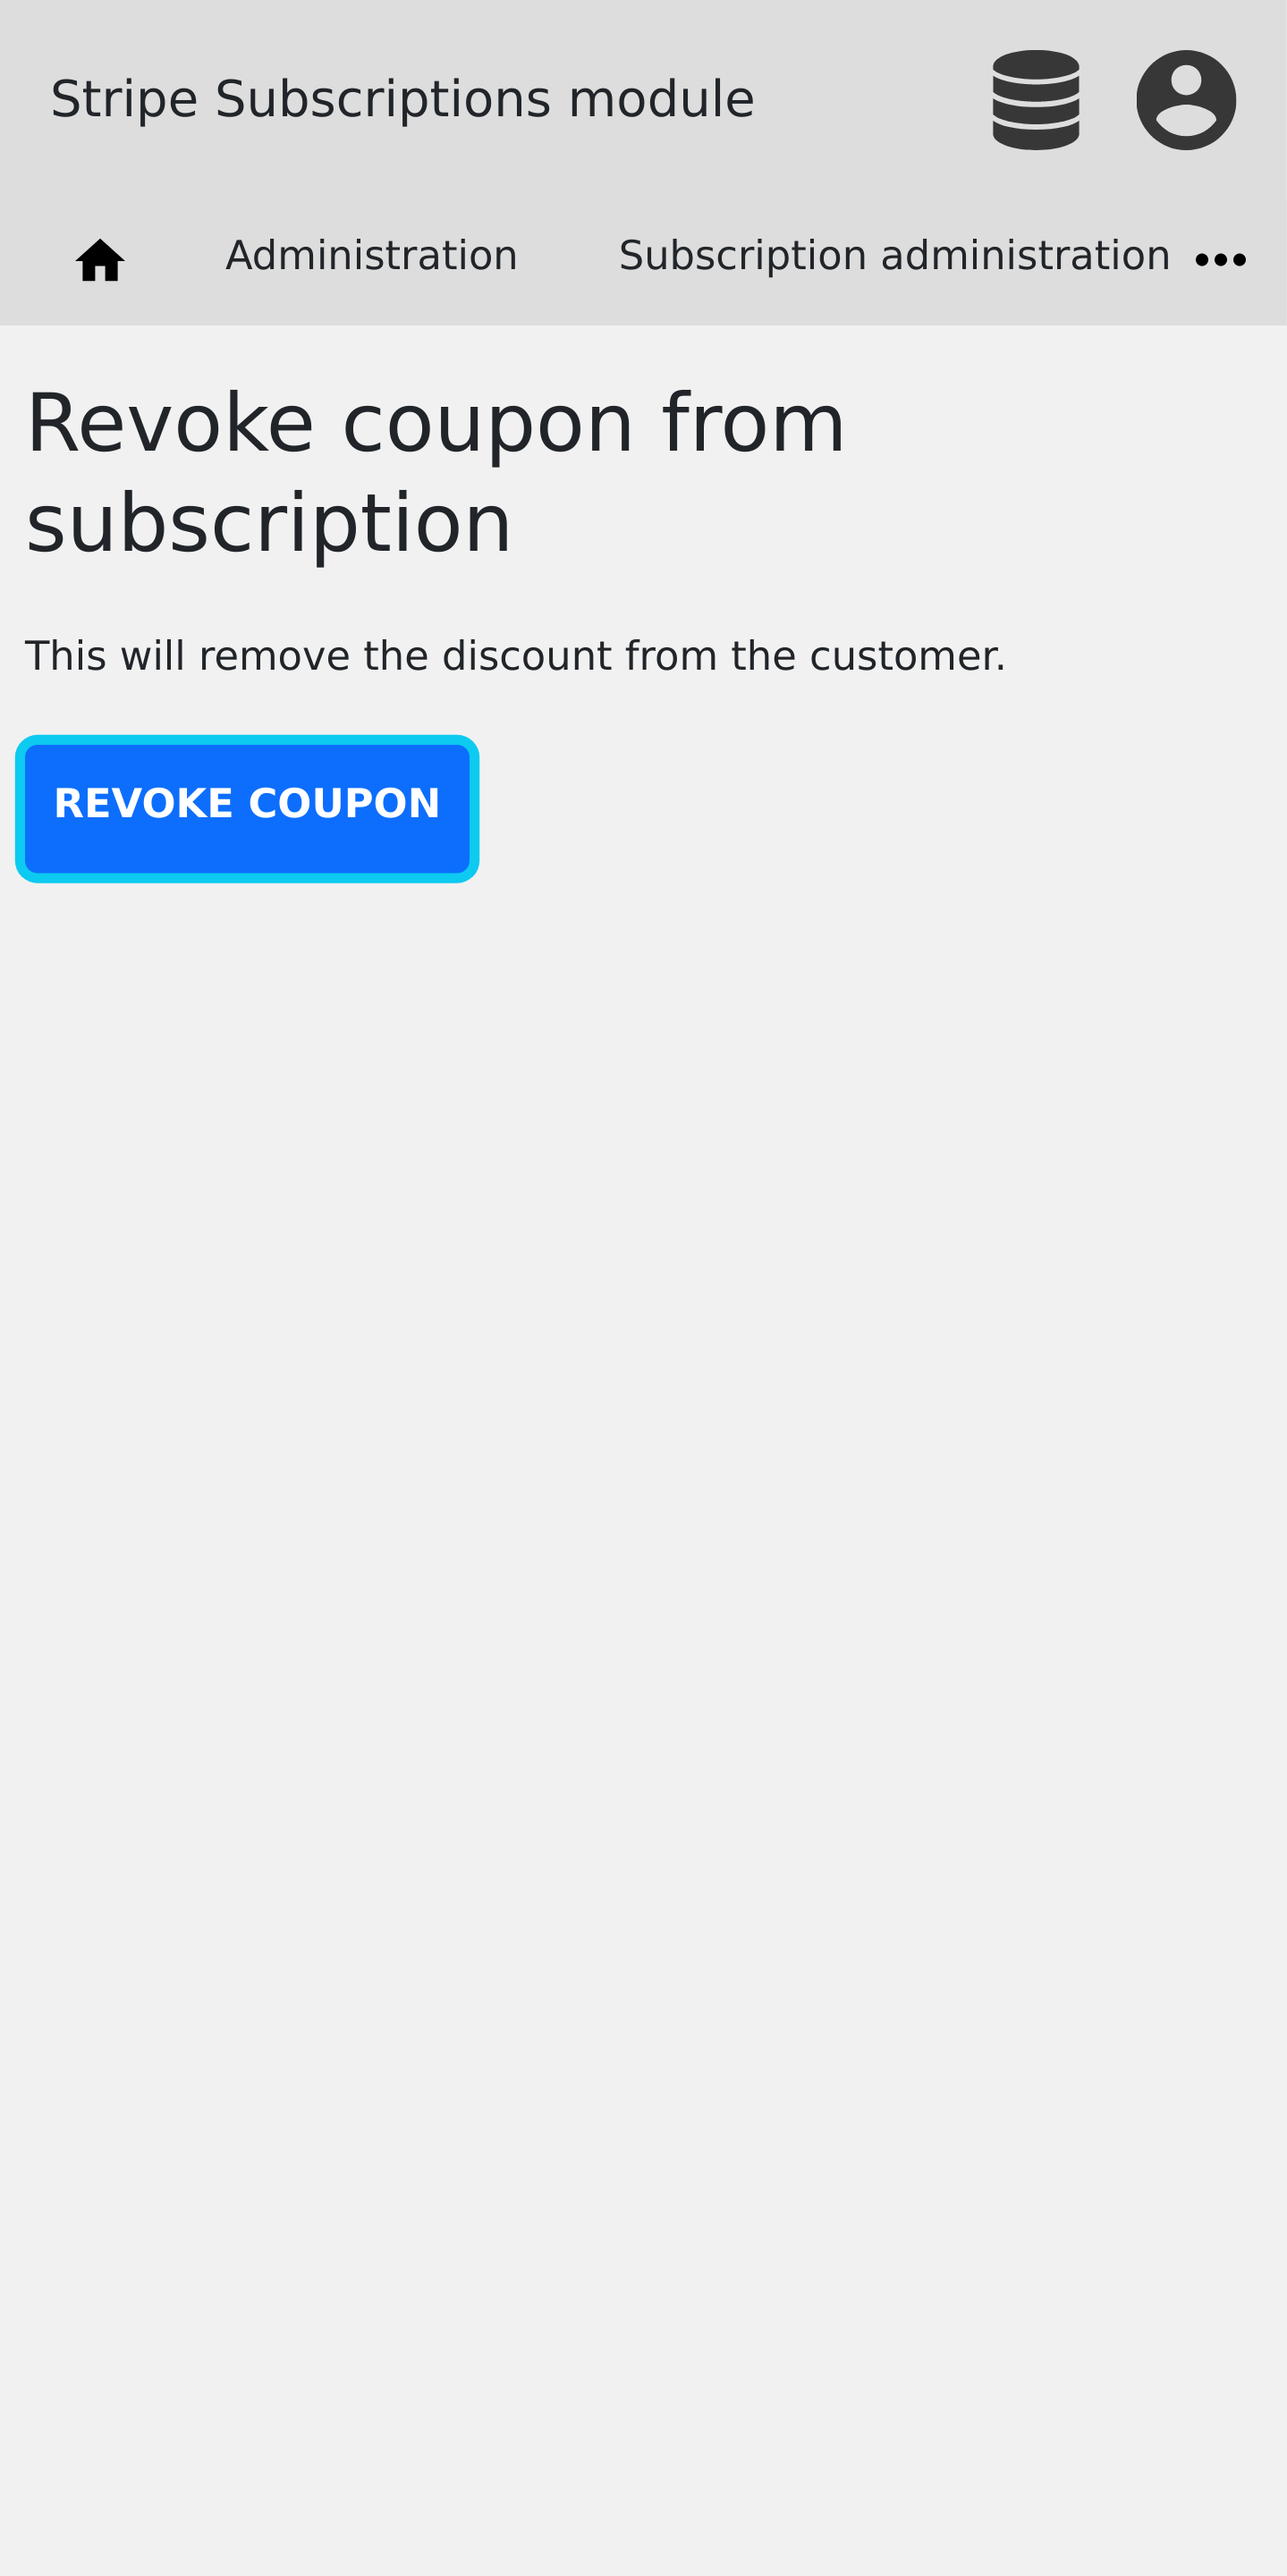 Stripe Subscriptions module
Administration Subscription administration
Revoke coupon from
subscription
This will remove the discount from the customer.
REVOKE COUPON